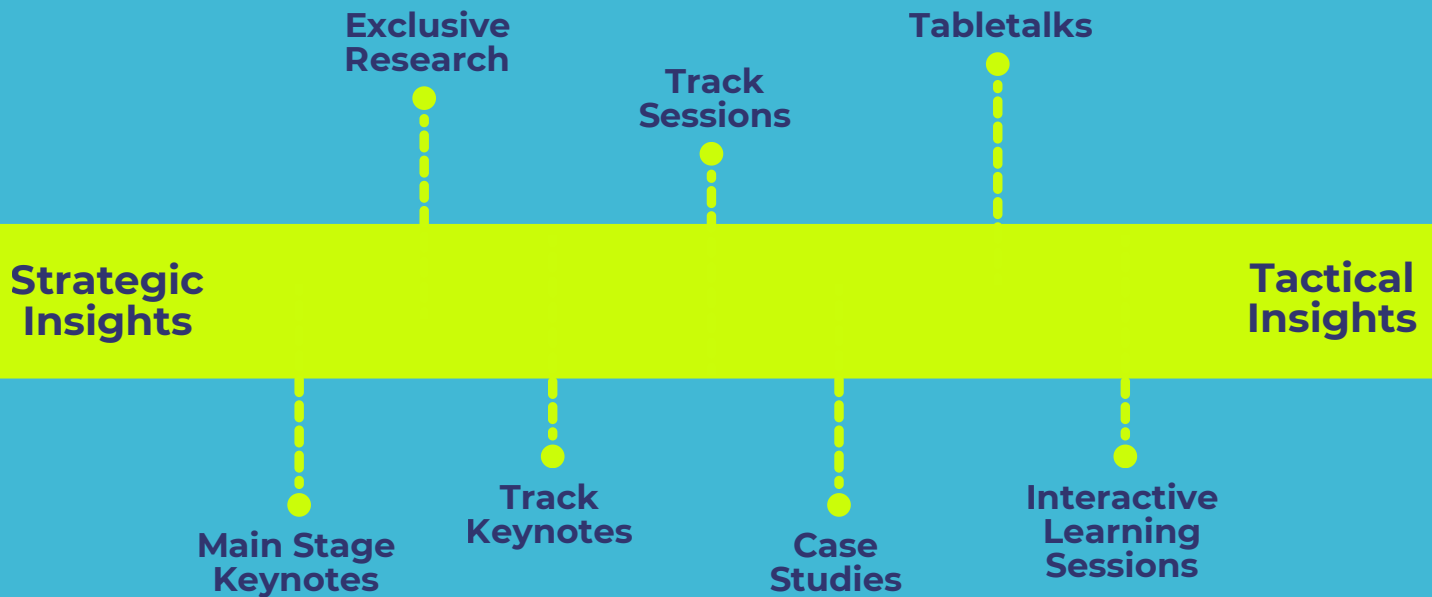 Exclusive
Research
Tabletalks
Track
Sessions
Strategic
Insights
Tactical
Insights
Main Stage
Keynotes
Track
Keynotes
Case
Studies
Interactive
Learning
Sessions